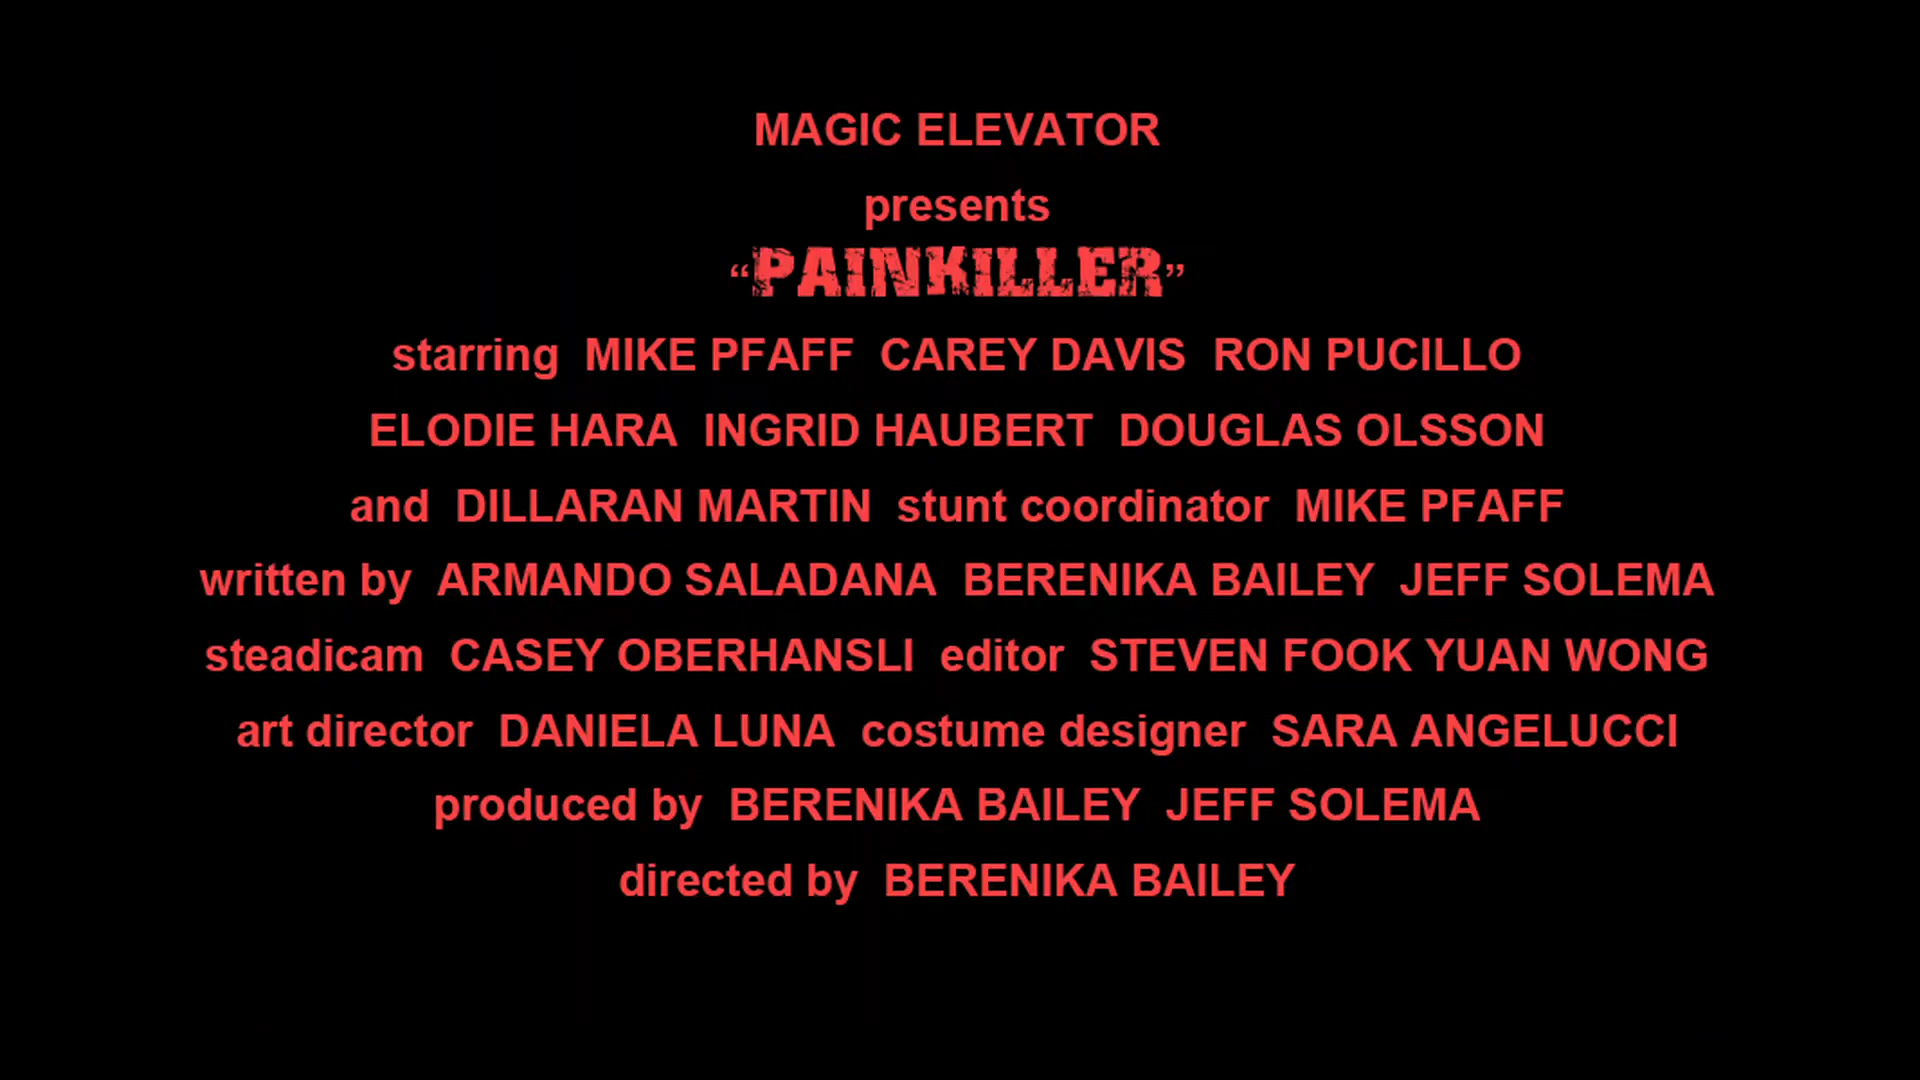 MAGIC ELEVATOR
presents
“PAINKILLER”
starring MIKE PFAFF CAREY DAVIS RON PUCILLO
ELODIE HARA INGRID HAUBERT DOUGLAS OLSSON
and DILLARAN MARTIN stunt coordinator MIKE PFAFF
written by ARMANDO SALADANA BERENIKA BAILEY JEFF SOLEMA
steadicam CASEY OBERHANSLI editor STEVEN FOOK YUAN WONG
art director DANIELA LUNA costume designer SARA ANGELUCCI
produced by BERENIKA BAILEY JEFF SOLEMA
directed by BERENIKA BAILEY